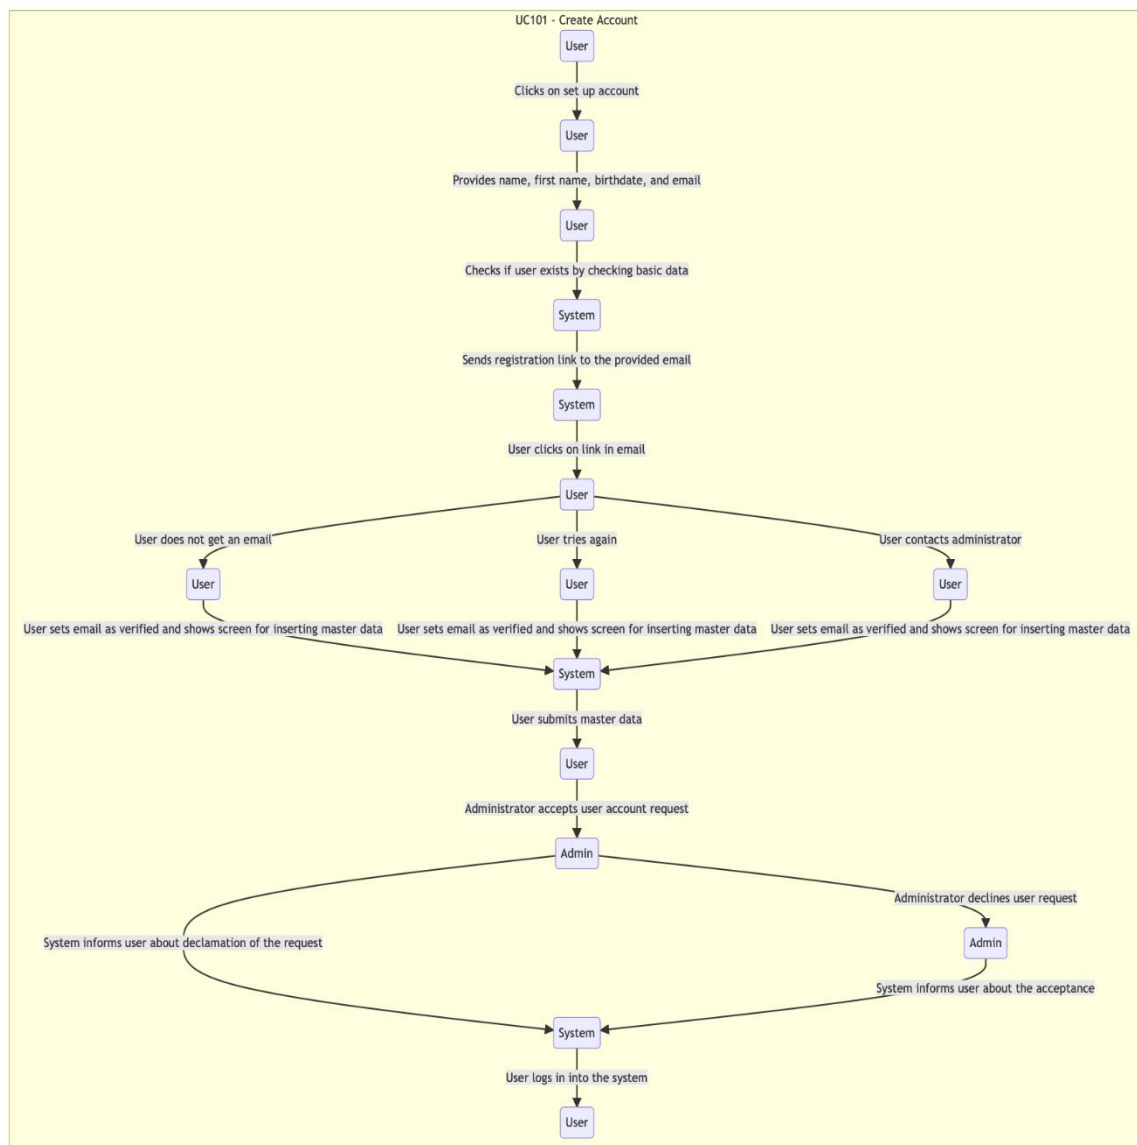 UC101 - Create Account
User
Clicks on set up account
User
Provides name, first name, birthdate, and email
User
Checks if user exists by checking basic data
System
Sends registration link to the provided email
System
User clicks on link in email
User
User does not get an email
User tries again
User contacts administrator
User
User
User
User sets email as verified and shows screen for inserting master data
User sets email as verified and shows screen for inserting master data
User sets email as verified and shows screen for inserting master data
System
User submits master data
User
Administrator accepts user account request
Admin
Administrator declines user request
System informs user about declamation of the request
Admin
System informs user about the acceptance
System
User logs in into the system
User